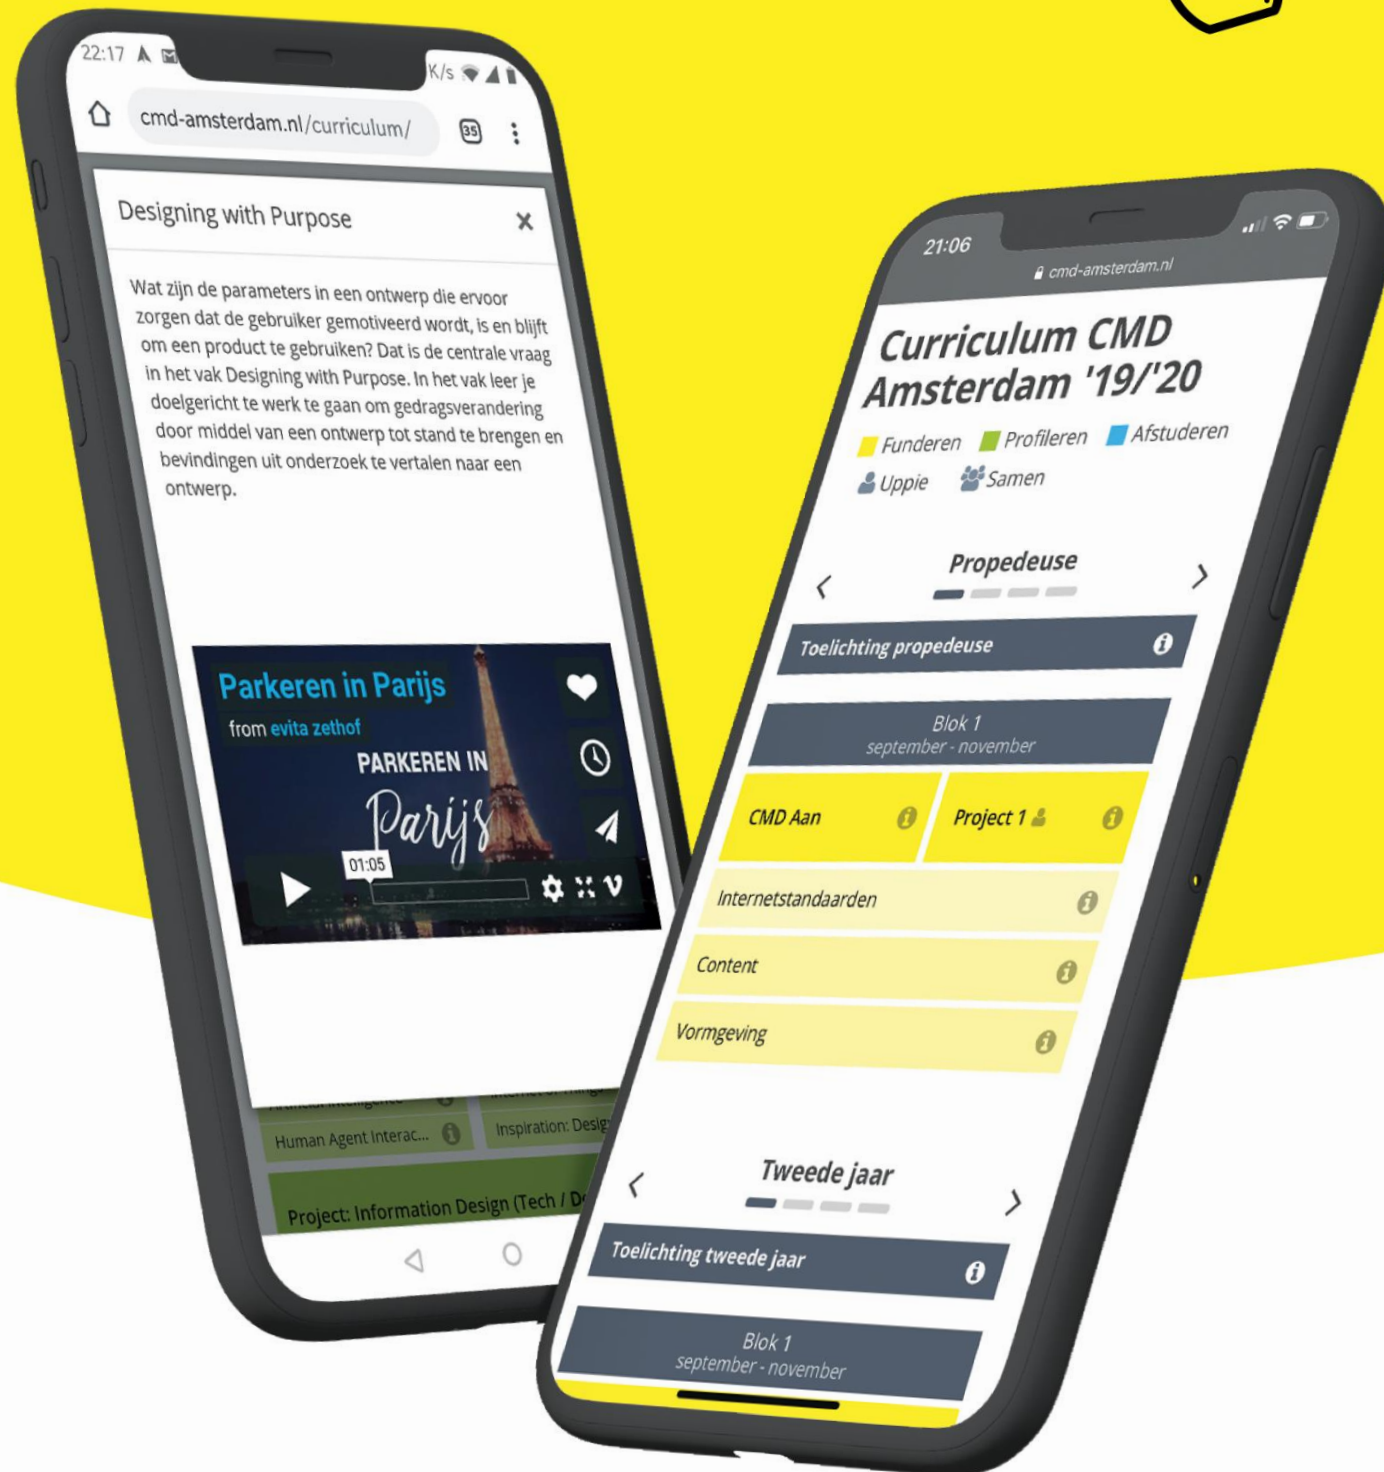 22:17
K/s
cmd-amsterdam.nl/curriculum/
35
Designing with Purpose
Wat zijn de parameters in een ontwerp die ervoor
zorgen dat de gebruiker gemotiveerd wordt, is en blijft
om een product te gebruiken? Dat is de centrale vraag
in het vak Designing with Purpose. In het vak leer je
doelgericht te werk te gaan om gedragsverandering
door middel van een ontwerp tot stand te brengen en
bevindingen uit onderzoek te vertalen naar een
ontwerp.
Parkeren in Parijs
from evita zethof
PARKEREN IN
Parijs
01:05
Human Agent Interac...
Inspiration:
Project: Information Design (Tech /
21:06
cmd-amsterdam.nl
Curriculum CMD
Amsterdam '19/'20
Funderen Profileren Afstuderen
Uppie Samen
Propedeuse
Toelichting propedeuse
Blok 1
september - november
CMD Aan
Project 1
Internetstandaarden
Content
Vormgeving
Tweede jaar
Toelichting tweede jaar
Blok 1
september - november